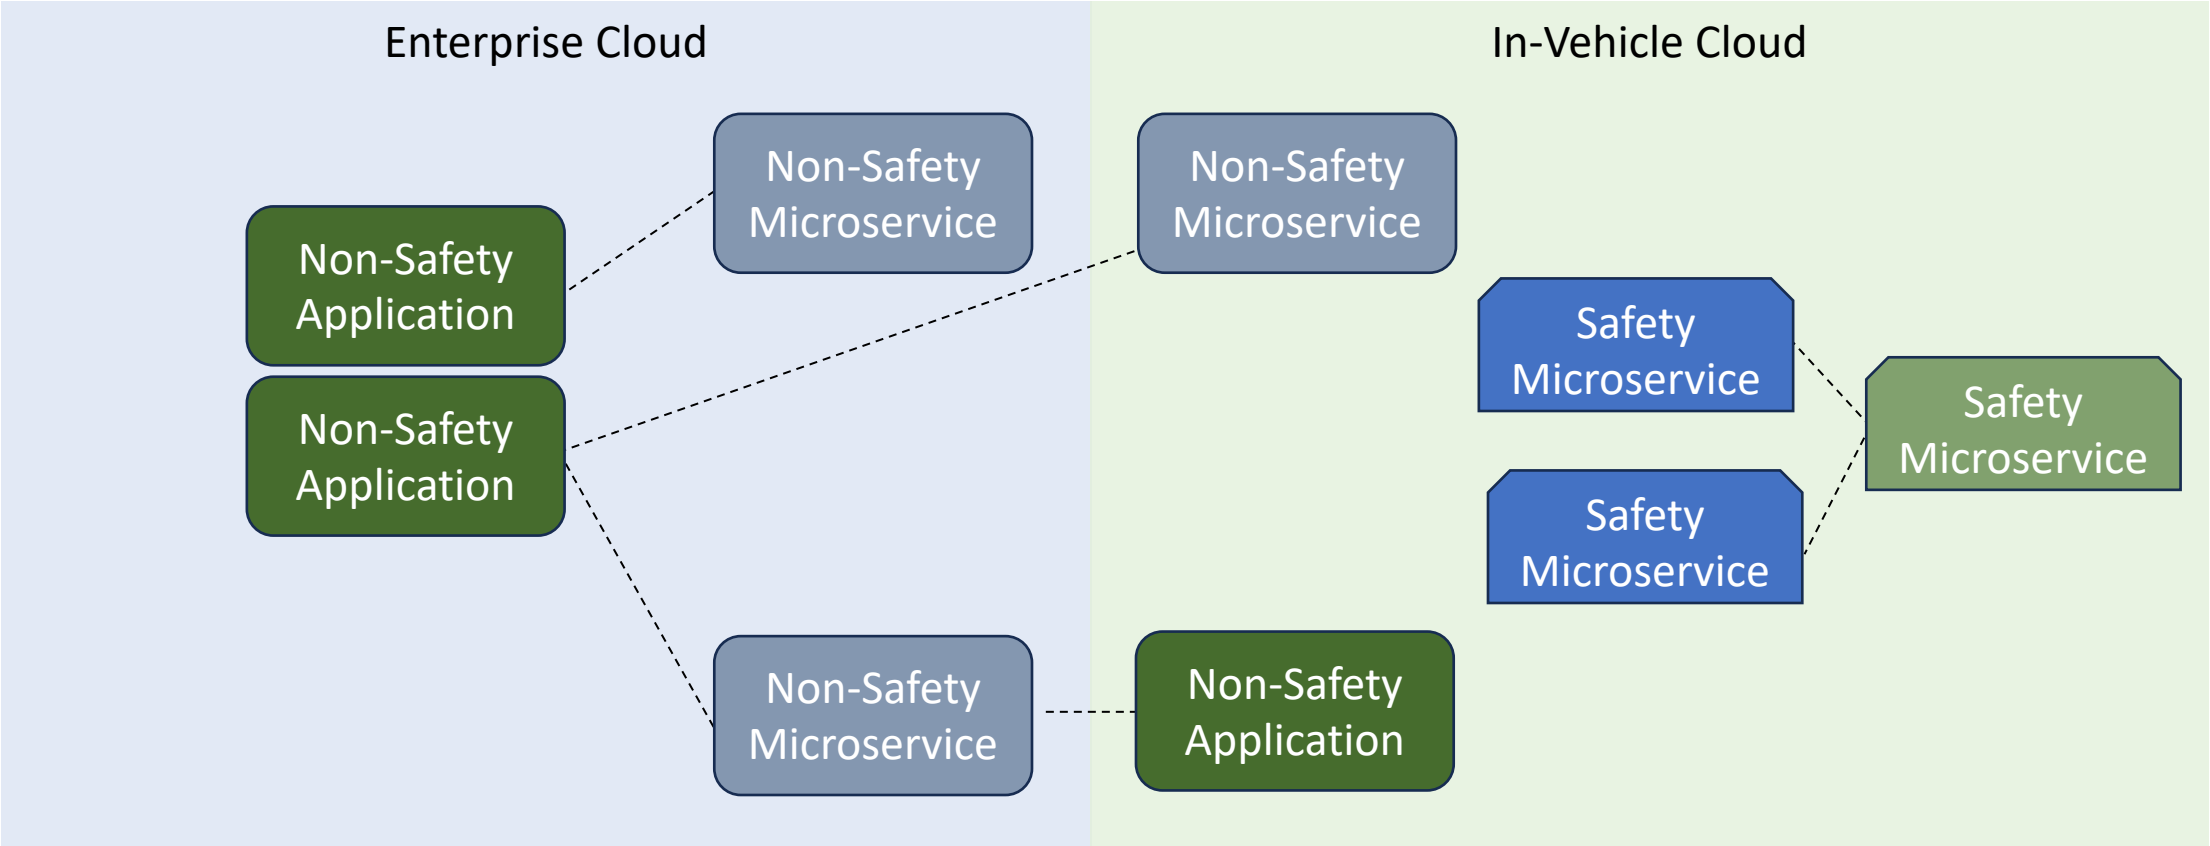 Enterprise Cloud
In-Vehicle Cloud
Non-Safety
Microservice
Non-Safety
Microservice
Non-Safety
Application
Safety
Microservice
Safety
Microservice
Non-Safety
Application
Safety
Microservice
Non-Safety
Microservice
Non-Safety
Application